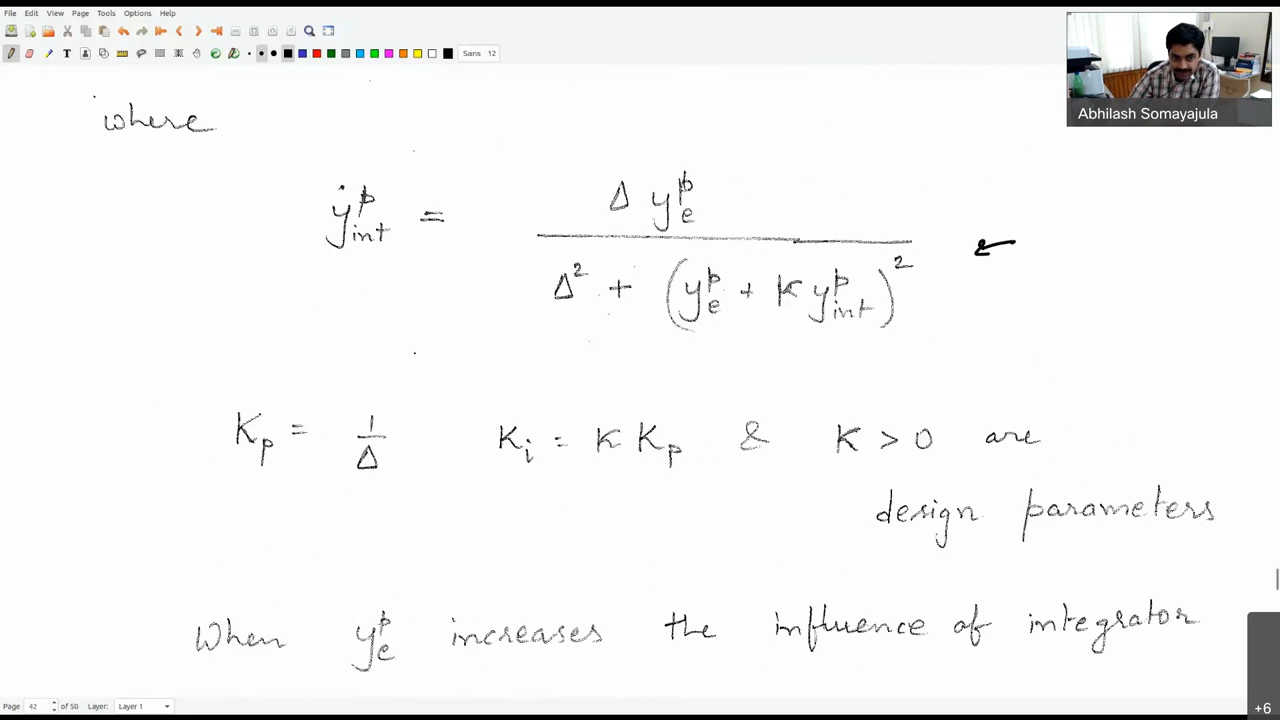 File Edit View Page Tools Options Help
T Sans 12
Abhilash Somayajula
where
ẏ^p_int = Δ y^p_e / (Δ² + (y^p_e + κ y^p_int)²)
K_p = 1/Δ K_i = κ K_p & κ > 0 are
design parameters
When y^p_e increases the influence of integrator
Page 42 of 50 Layer: Layer 1
+6